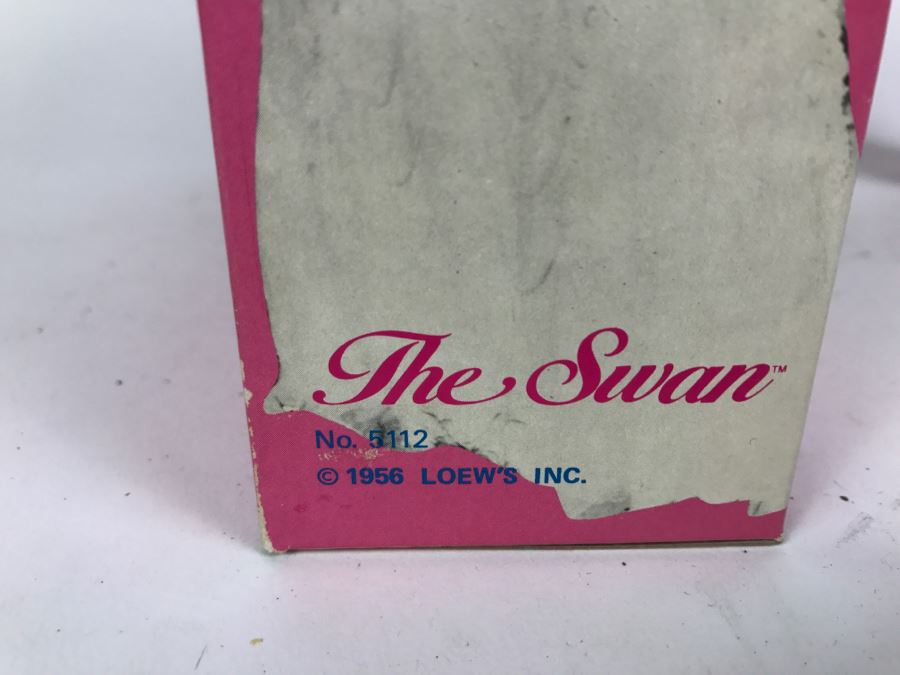 The Swan™
No. 5112
© 1956 LOEW'S INC.